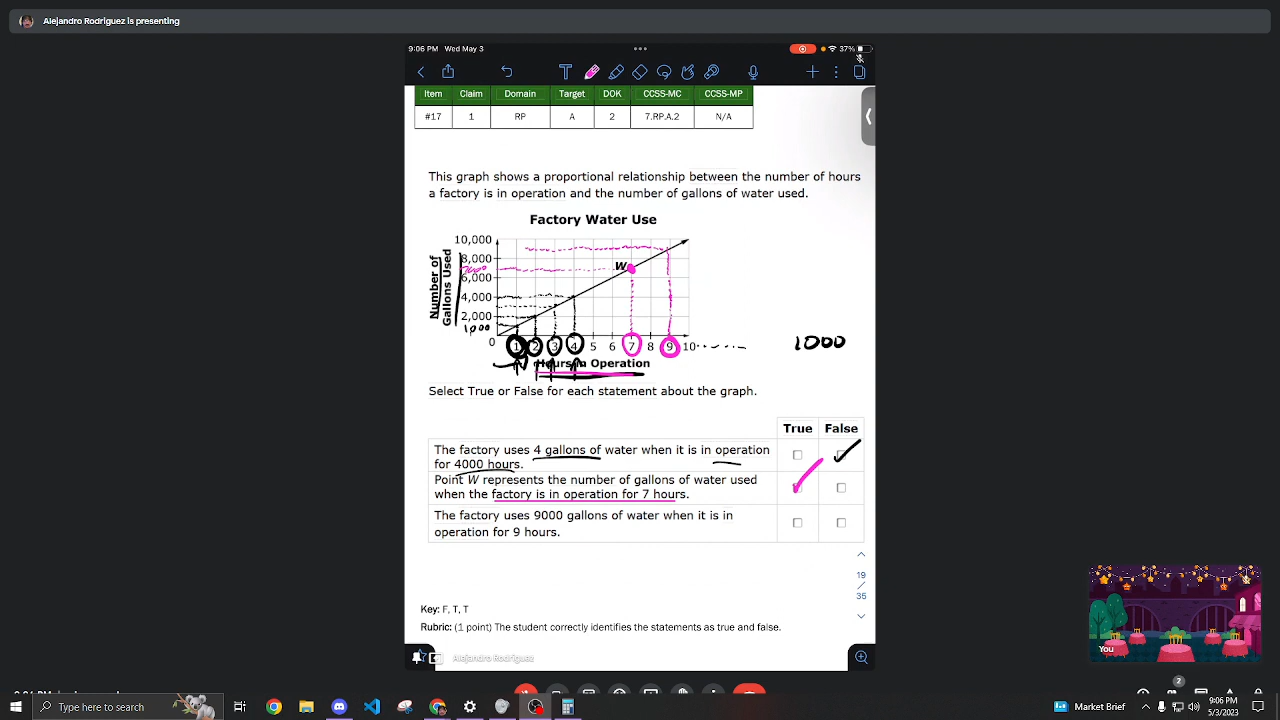 Alejandro Rodriguez is presenting
9:06 PM Wed May 3
37%
Item Claim Domain Target DOK CCSS-MC CCSS-MP
#17 1 RP A 2 7.RP.A.2 N/A
This graph shows a proportional relationship between the number of hours
a factory is in operation and the number of gallons of water used.
Factory Water Use
Number of
Gallons Used
10,000
8,000
7000
6,000
4,000
2,000
1000
0 1 2 3 4 5 6 7 8 9 10
W
Hours in Operation
1000
Select True or False for each statement about the graph.
True False
The factory uses 4 gallons of water when it is in operation
for 4000 hours.
Point W represents the number of gallons of water used
when the factory is in operation for 7 hours.
The factory uses 9000 gallons of water when it is in
operation for 9 hours.
19
/
35
Key: F, T, T
Rubric: (1 point) The student correctly identifies the statements as true and false.
Alejandro Rodriguez
You
2
Type here to search
Market Brief
9:06 PM
5/3/2023